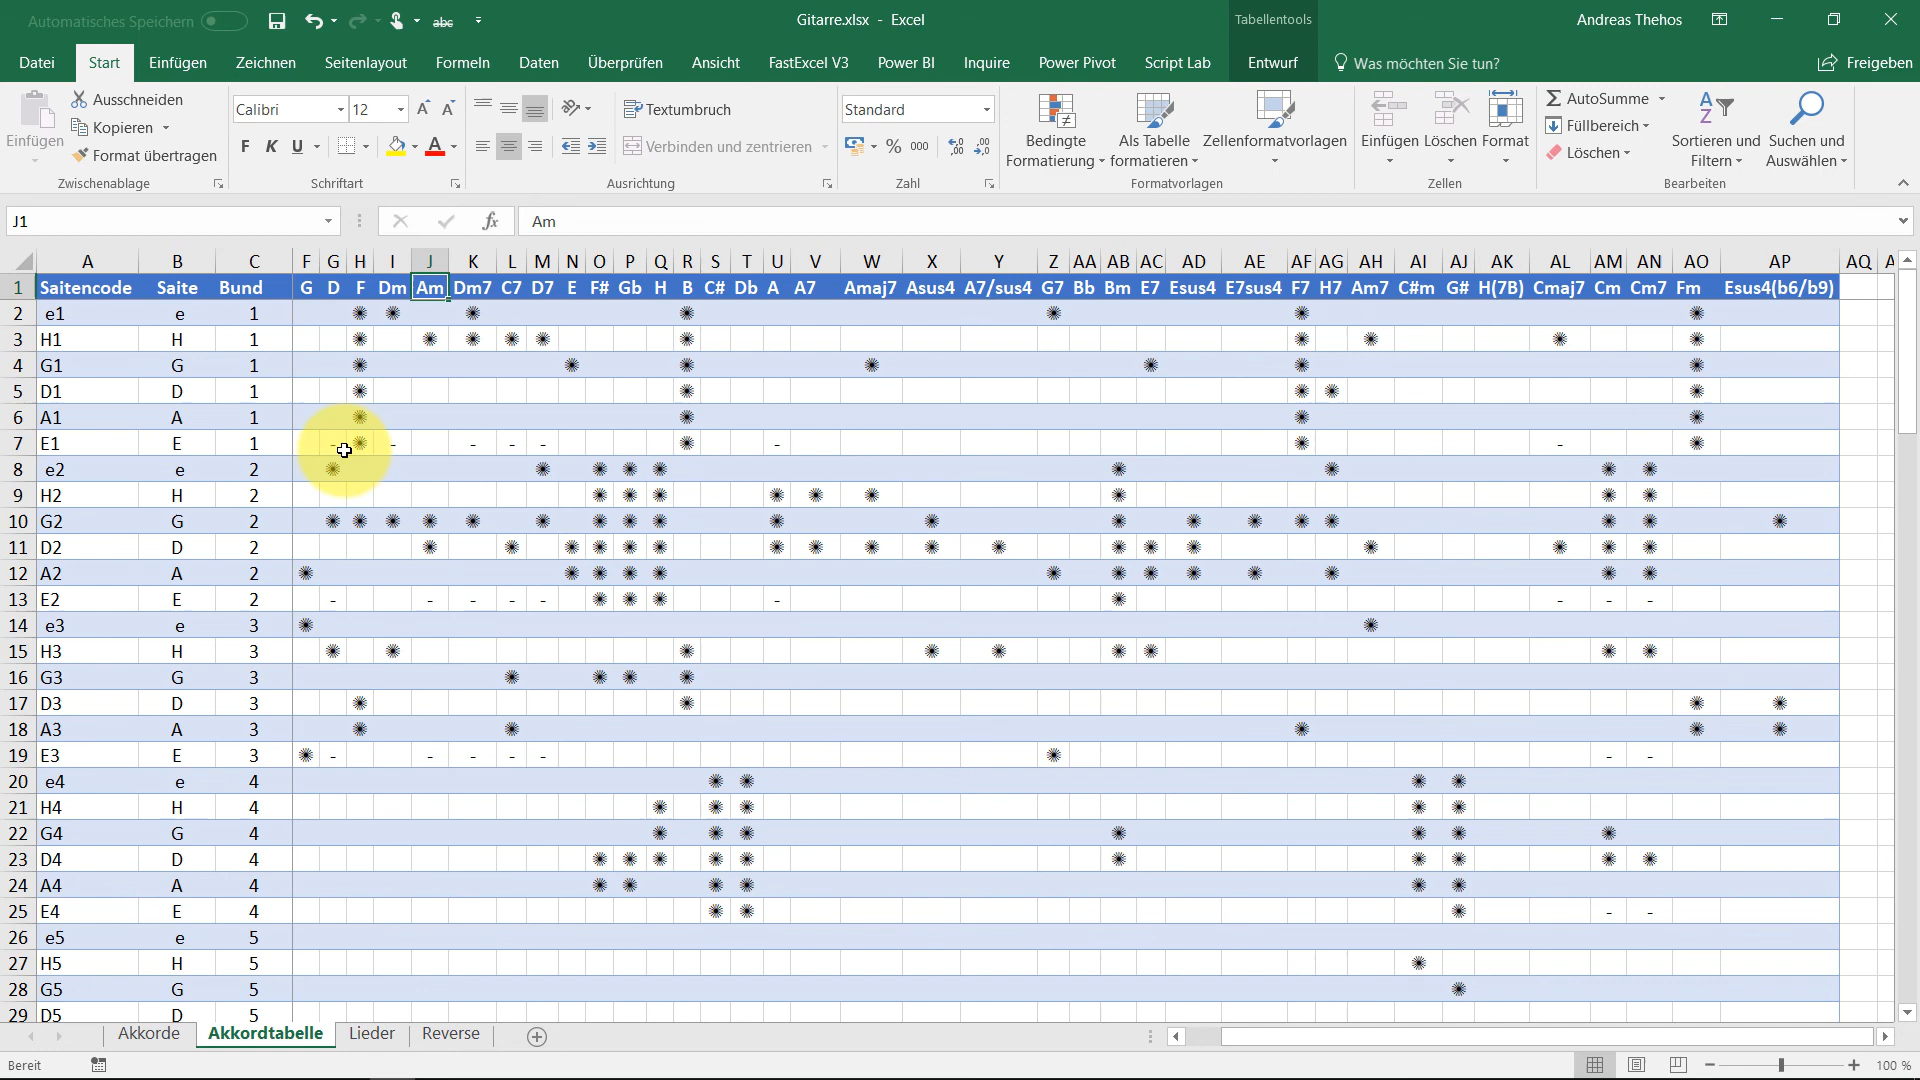 Automatisches Speichern
abc
Gitarre.xlsx - Excel
Tabellentools
Andreas Thehos
Datei Start Einfügen Zeichnen Seitenlayout Formeln Daten Überprüfen Ansicht FastExcel V3 Power BI Inquire Power Pivot Script Lab Entwurf Was möchten Sie tun? Freigeben
Einfügen
Ausschneiden
Kopieren
Format übertragen
Zwischenablage
Calibri 12
F K U
Schriftart
Textumbruch
Verbinden und zentrieren
Ausrichtung
Standard
% 000
Zahl
Bedingte Formatierung
Als Tabelle formatieren
Zellenformatvorlagen
Formatvorlagen
Einfügen Löschen Format
Zellen
AutoSumme
Füllbereich
Löschen
Sortieren und Filtern
Suchen und Auswählen
Bearbeiten
J1 fx Am
A B C F G H I J K L M N O P Q R S T U V W X Y Z AA AB AC AD AE AF AG AH AI AJ AK AL AM AN AO AP AQ
1 Saitencode Saite Bund G D F Dm Am Dm7 C7 D7 E F# Gb H B C# Db A A7 Amaj7 Asus4 A7/sus4 G7 Bb Bm E7 Esus4 E7sus4 F7 H7 Am7 C#m G# H(7B) Cmaj7 Cm Cm7 Fm Esus4(b6/b9)
2 e1 e 1
3 H1 H 1
4 G1 G 1
5 D1 D 1
6 A1 A 1
7 E1 E 1 - - - - - - -
8 e2 e 2
9 H2 H 2
10 G2 G 2
11 D2 D 2
12 A2 A 2
13 E2 E 2 - - - - - - - - -
14 e3 e 3
15 H3 H 3
16 G3 G 3
17 D3 D 3
18 A3 A 3
19 E3 E 3 - - - - - - -
20 e4 e 4
21 H4 H 4
22 G4 G 4
23 D4 D 4
24 A4 A 4
25 E4 E 4 - -
26 e5 e 5
27 H5 H 5
28 G5 G 5
29 D5 D 5
Akkorde Akkordtabelle Lieder Reverse
Bereit
100 %